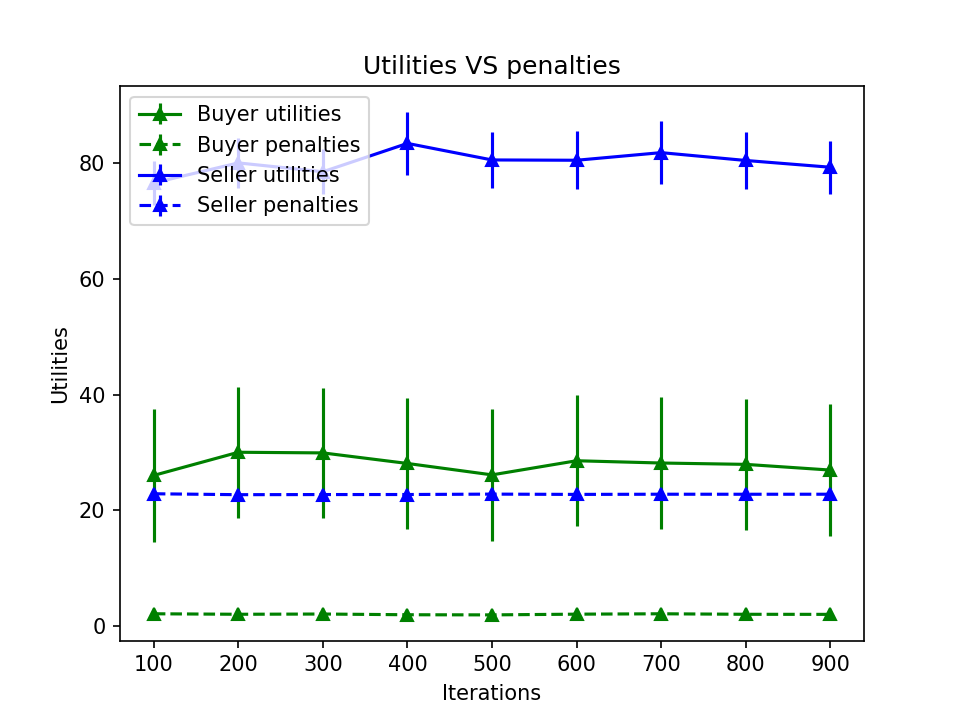 Utilities VS penalties
Buyer utilities
Buyer penalties
Seller utilities
Seller penalties
80
60
40
20
0
Utilities
100 200 300 400 500 600 700 800 900
Iterations